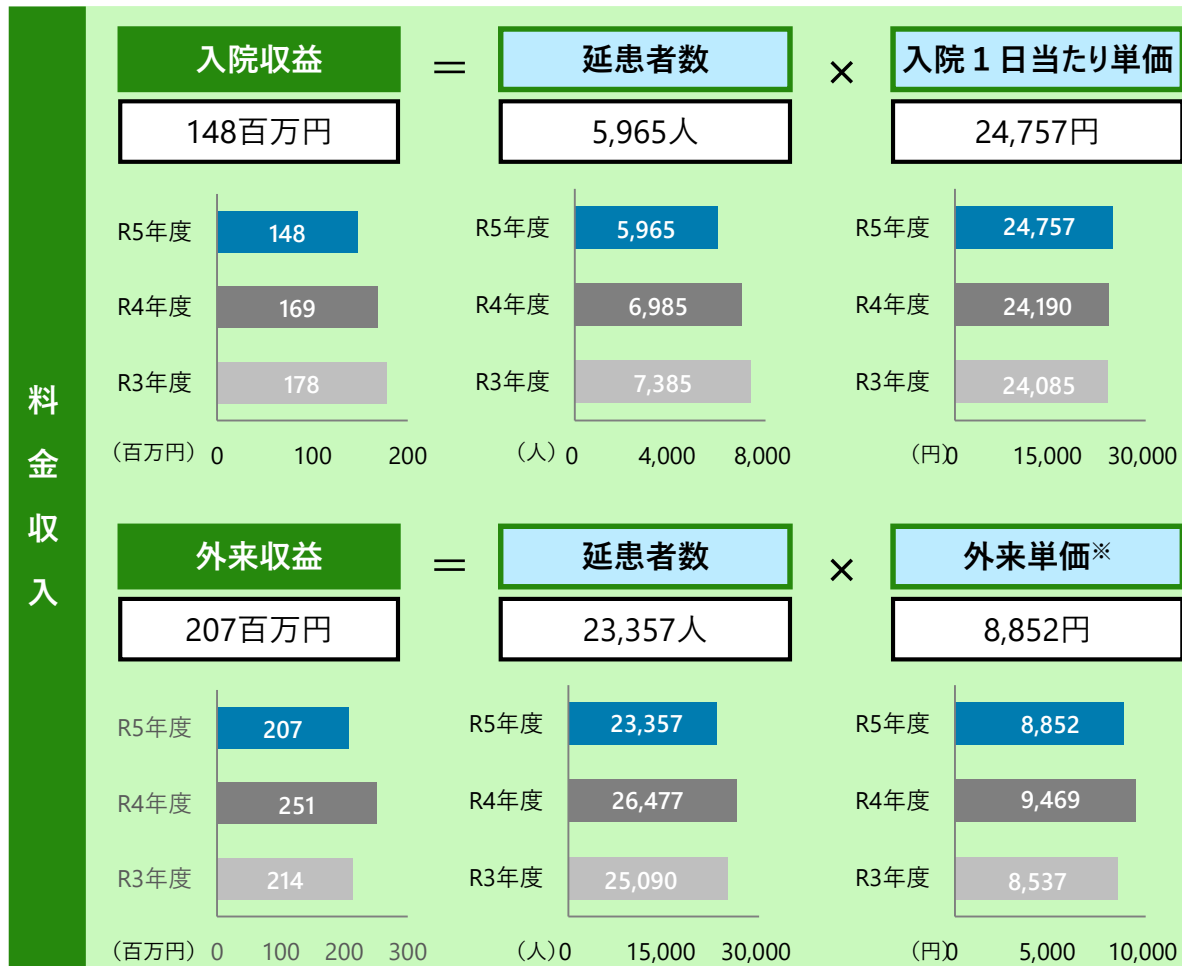 料金収入
入院収益 = 延患者数 × 入院1日当たり単価
148百万円 5,965人 24,757円
R5年度 148
R4年度 169
R3年度 178
(百万円) 0 100 200
R5年度 5,965
R4年度 6,985
R3年度 7,385
(人) 0 4,000 8,000
R5年度 24,757
R4年度 24,190
R3年度 24,085
(円) 0 15,000 30,000
外来収益 = 延患者数 × 外来単価※
207百万円 23,357人 8,852円
R5年度 207
R4年度 251
R3年度 214
(百万円) 0 100 200 300
R5年度 23,357
R4年度 26,477
R3年度 25,090
(人) 0 15,000 30,000
R5年度 8,852
R4年度 9,469
R3年度 8,537
(円) 0 5,000 10,000